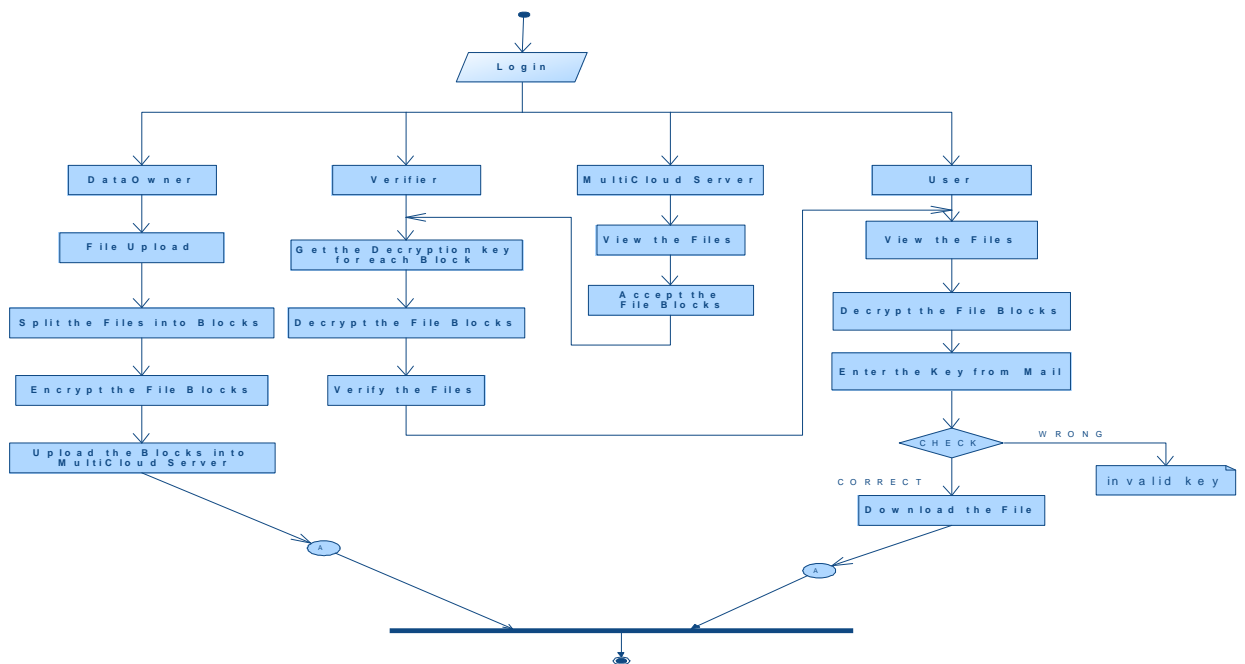 Login
DataOwner
Verifier
MultiCloud Server
User
File Upload
Get the Decryption key
for each Block
View the Files
View the Files
Split the Files into Blocks
Decrypt the File Blocks
Accept the
File Blocks
Decrypt the File Blocks
Encrypt the File Blocks
Verify the Files
Enter the Key from Mail
Upload the Blocks into
MultiCloud Server
CHECK
WRONG
invalid key
CORRECT
Download the File
A
A